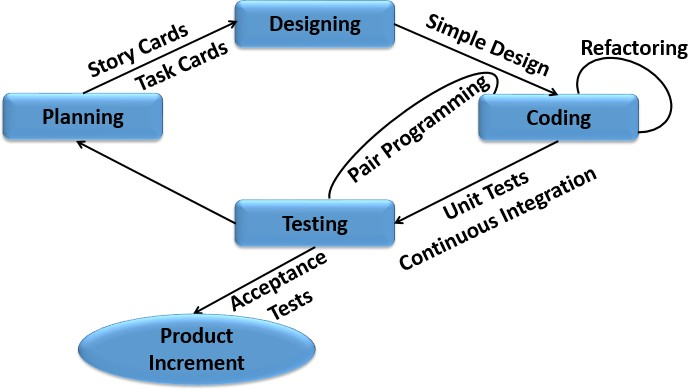 Designing
Story Cards
Task Cards
Simple Design
Refactoring
Planning
Pair Programming
Coding
Unit Tests
Continuous Integration
Testing
Acceptance
Tests
Product
Increment